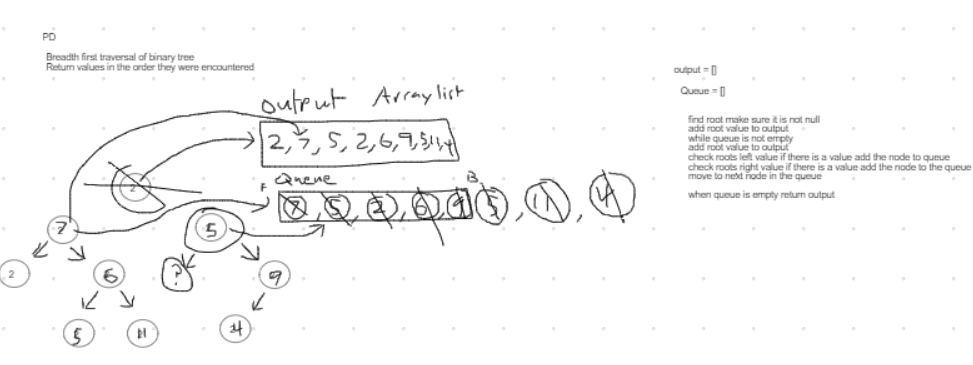 PD
Breadth first traversal of binary tree
Return values in the order they were encountered
output Arraylist
2, 7, 5, 2, 6, 9, 5, 11, 4
F Queue B
7, 5, 2, 6, 9 5, 11, 4
2
7 5
2 6 ? 9
5 11 4
output = []
Queue = []
find root make sure it is not null
add root value to output
while queue is not empty
add root value to output
check roots left value if there is a value add the node to queue
check roots right value if there is a value add the node to the queue
move to next node in the queue
when queue is empty return output